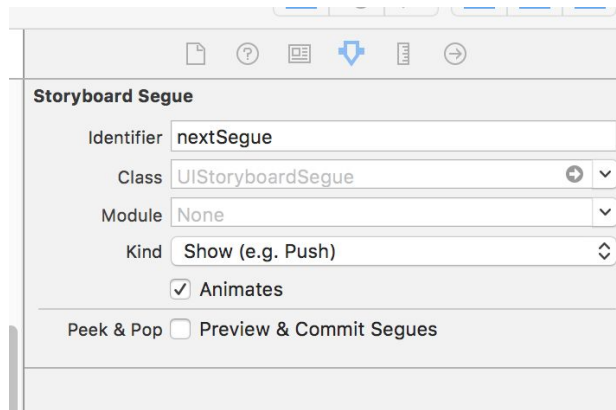 Storyboard Segue
Identifier nextSegue
Class UIStoryboardSegue
Module None
Kind Show (e.g. Push)
Animates
Peek & Pop Preview & Commit Segues